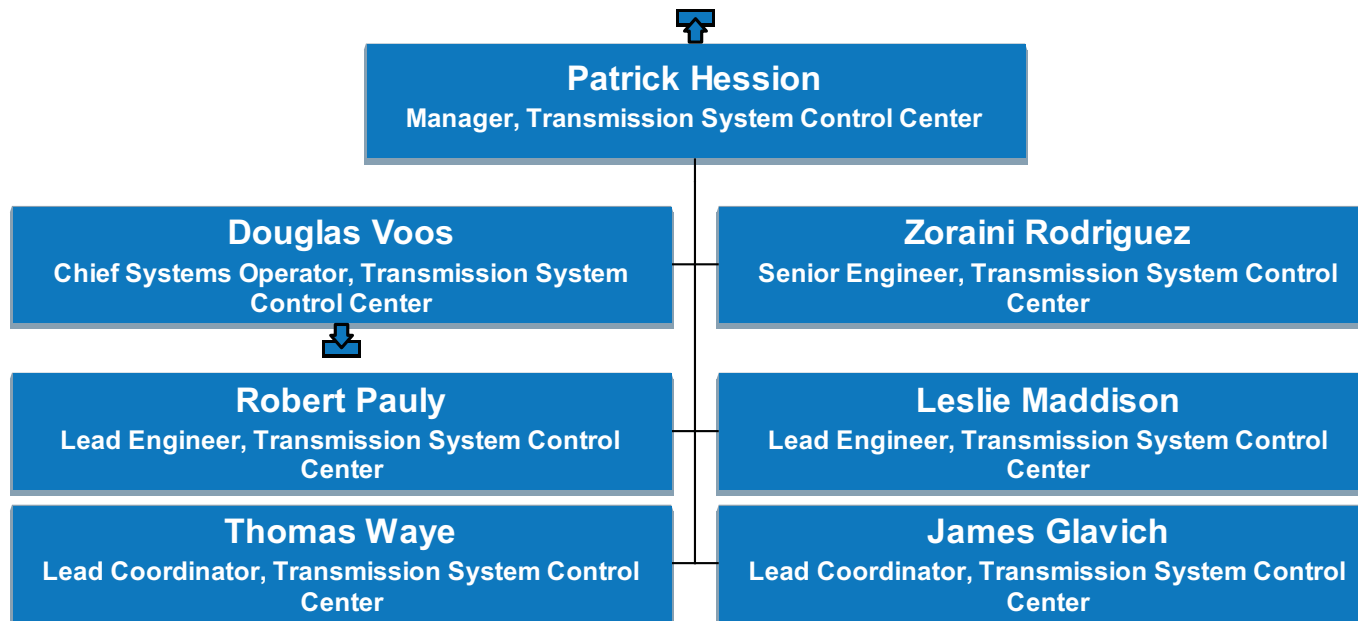 Patrick Hession
Manager, Transmission System Control Center
Douglas Voos
Chief Systems Operator, Transmission System
Control Center
Zoraini Rodriguez
Senior Engineer, Transmission System Control
Center
Robert Pauly
Lead Engineer, Transmission System Control
Center
Leslie Maddison
Lead Engineer, Transmission System Control
Center
Thomas Waye
Lead Coordinator, Transmission System Control
Center
James Glavich
Lead Coordinator, Transmission System Control
Center